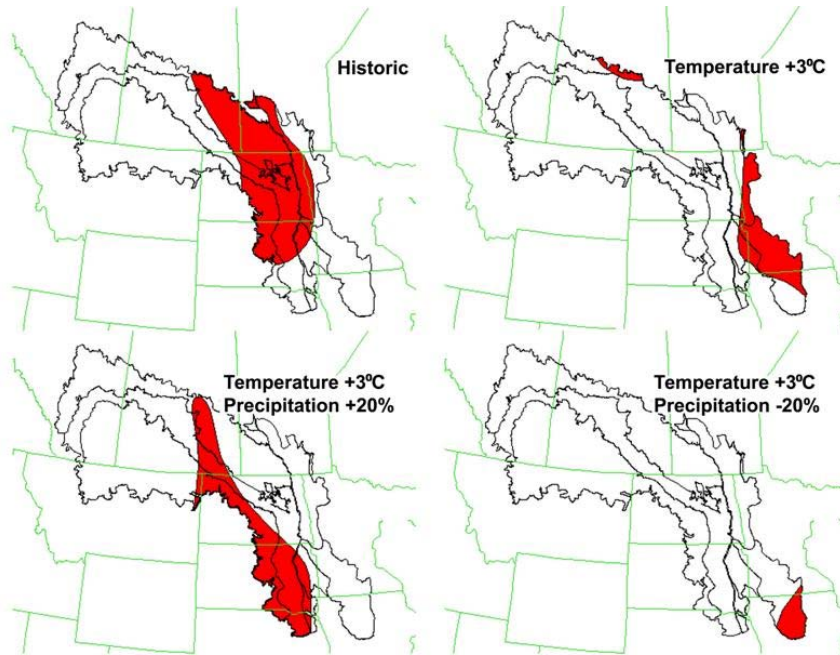 Historic
Temperature +3ºC
Temperature +3ºC
Precipitation +20%
Temperature +3ºC
Precipitation -20%